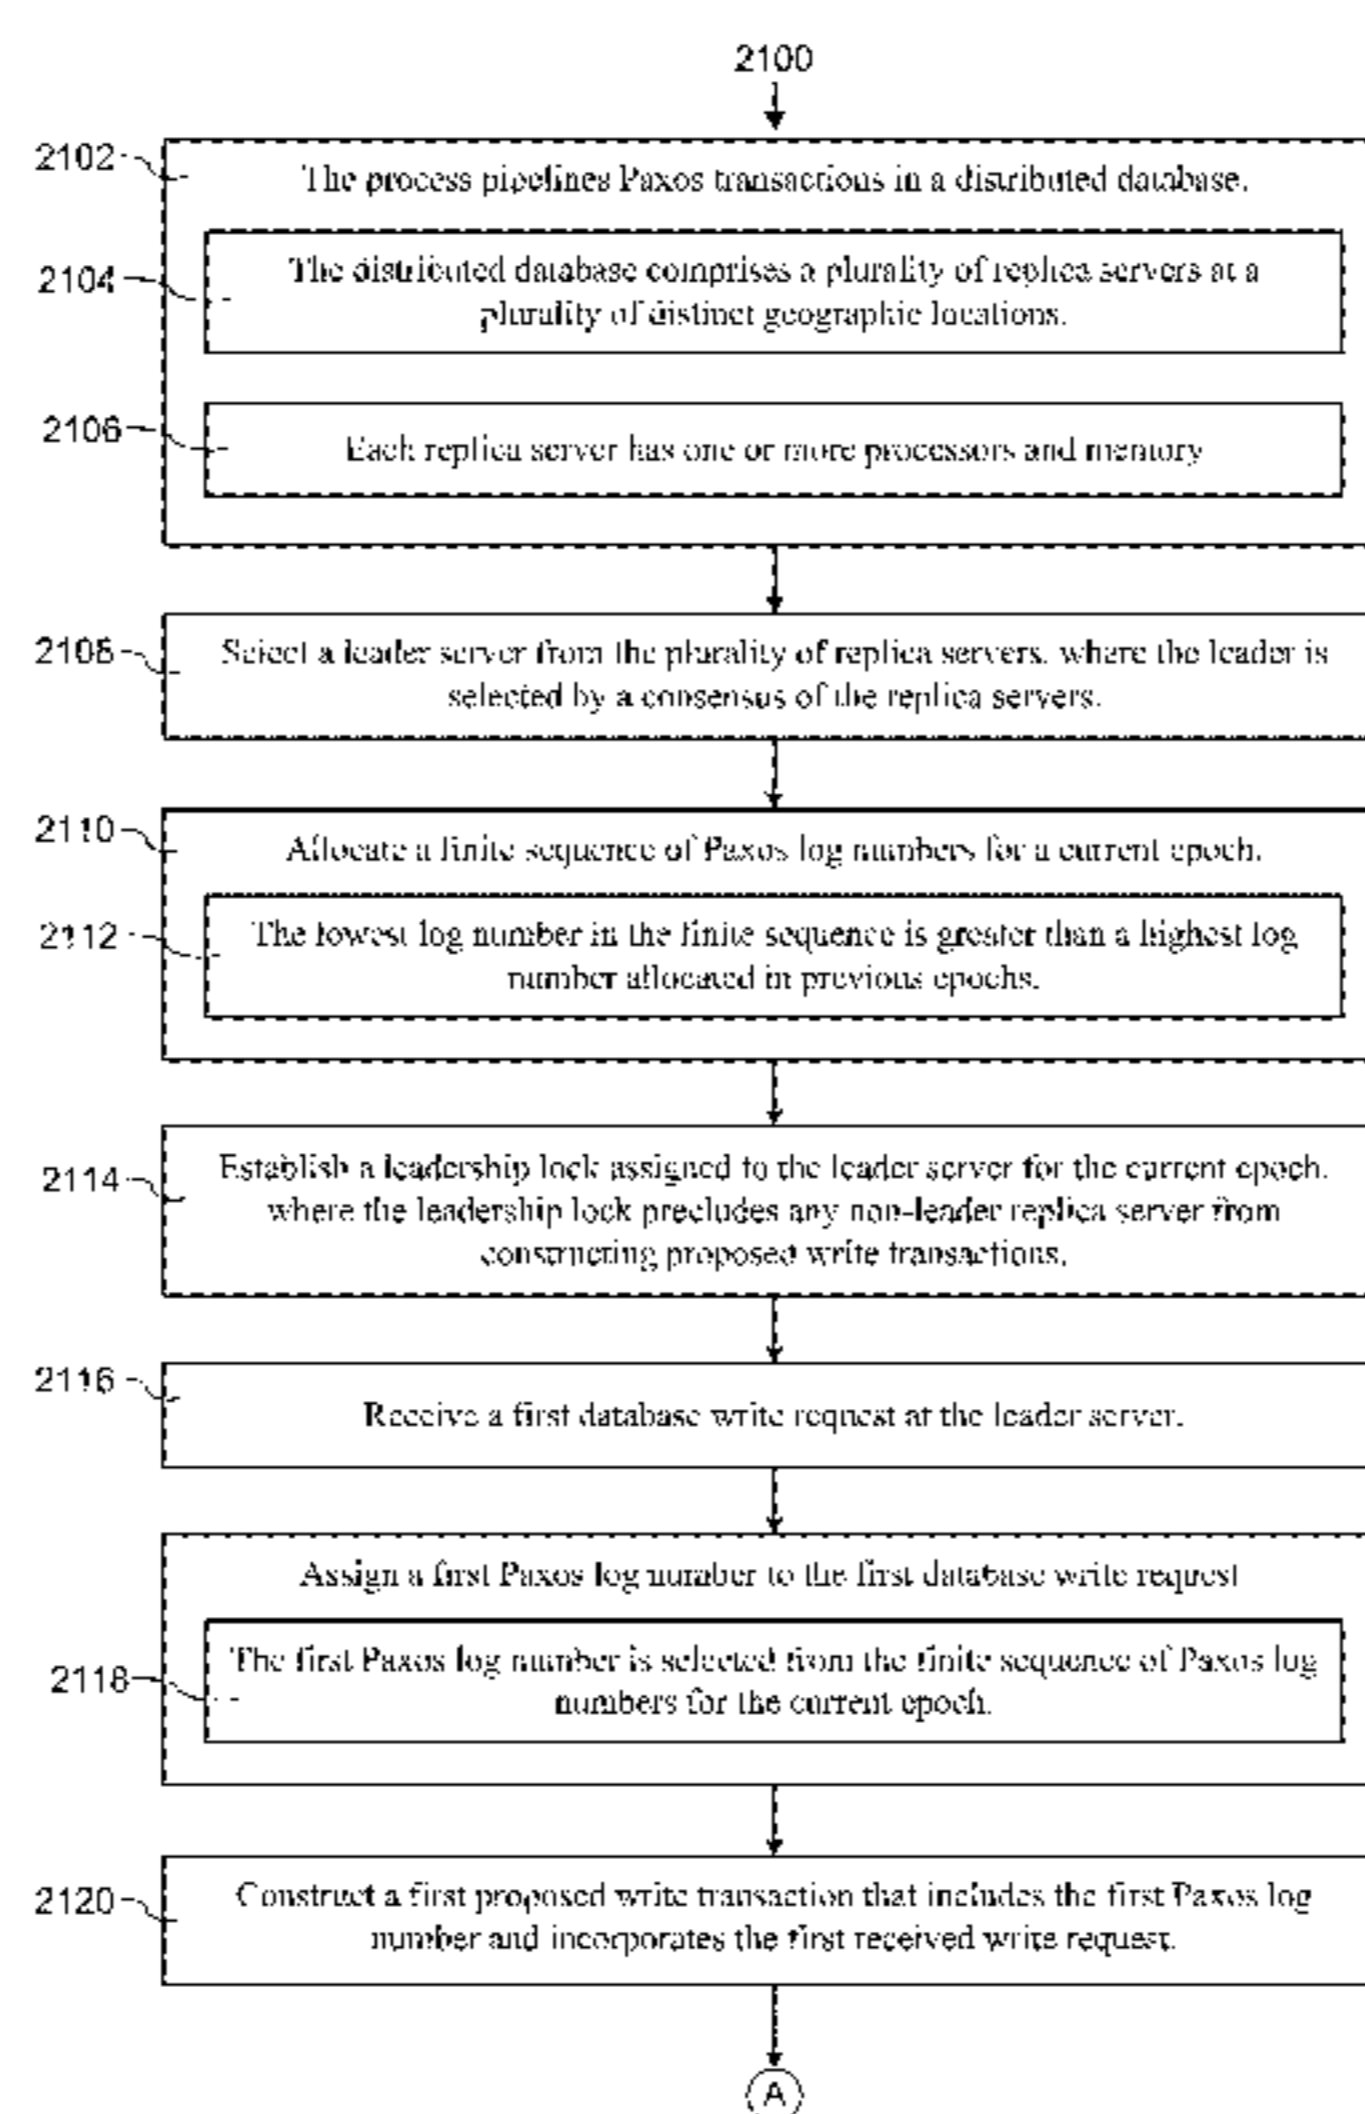 2100
2102
The process pipelines Paxos transactions in a distributed database.
2104
The distributed database comprises a plurality of replica servers at a
plurality of distinct geographic locations.
2106
Each replica server has one or more processors and memory
2108
Select a leader server from the plurality of replica servers, where the leader is
selected by a consensus of the replica servers.
2110
Allocate a finite sequence of Paxos log numbers for a current epoch.
2112
The lowest log number in the finite sequence is greater than a highest log
number allocated in previous epochs.
2114
Establish a leadership lock assigned to the leader server for the current epoch,
where the leadership lock precludes any non-leader replica server from
constructing proposed write transactions.
2116
Receive a first database write request at the leader server.
Assign a first Paxos log number to the first database write request
2118
The first Paxos log number is selected from the finite sequence of Paxos log
numbers for the current epoch.
2120
Construct a first proposed write transaction that includes the first Paxos log
number and incorporates the first received write request.
A